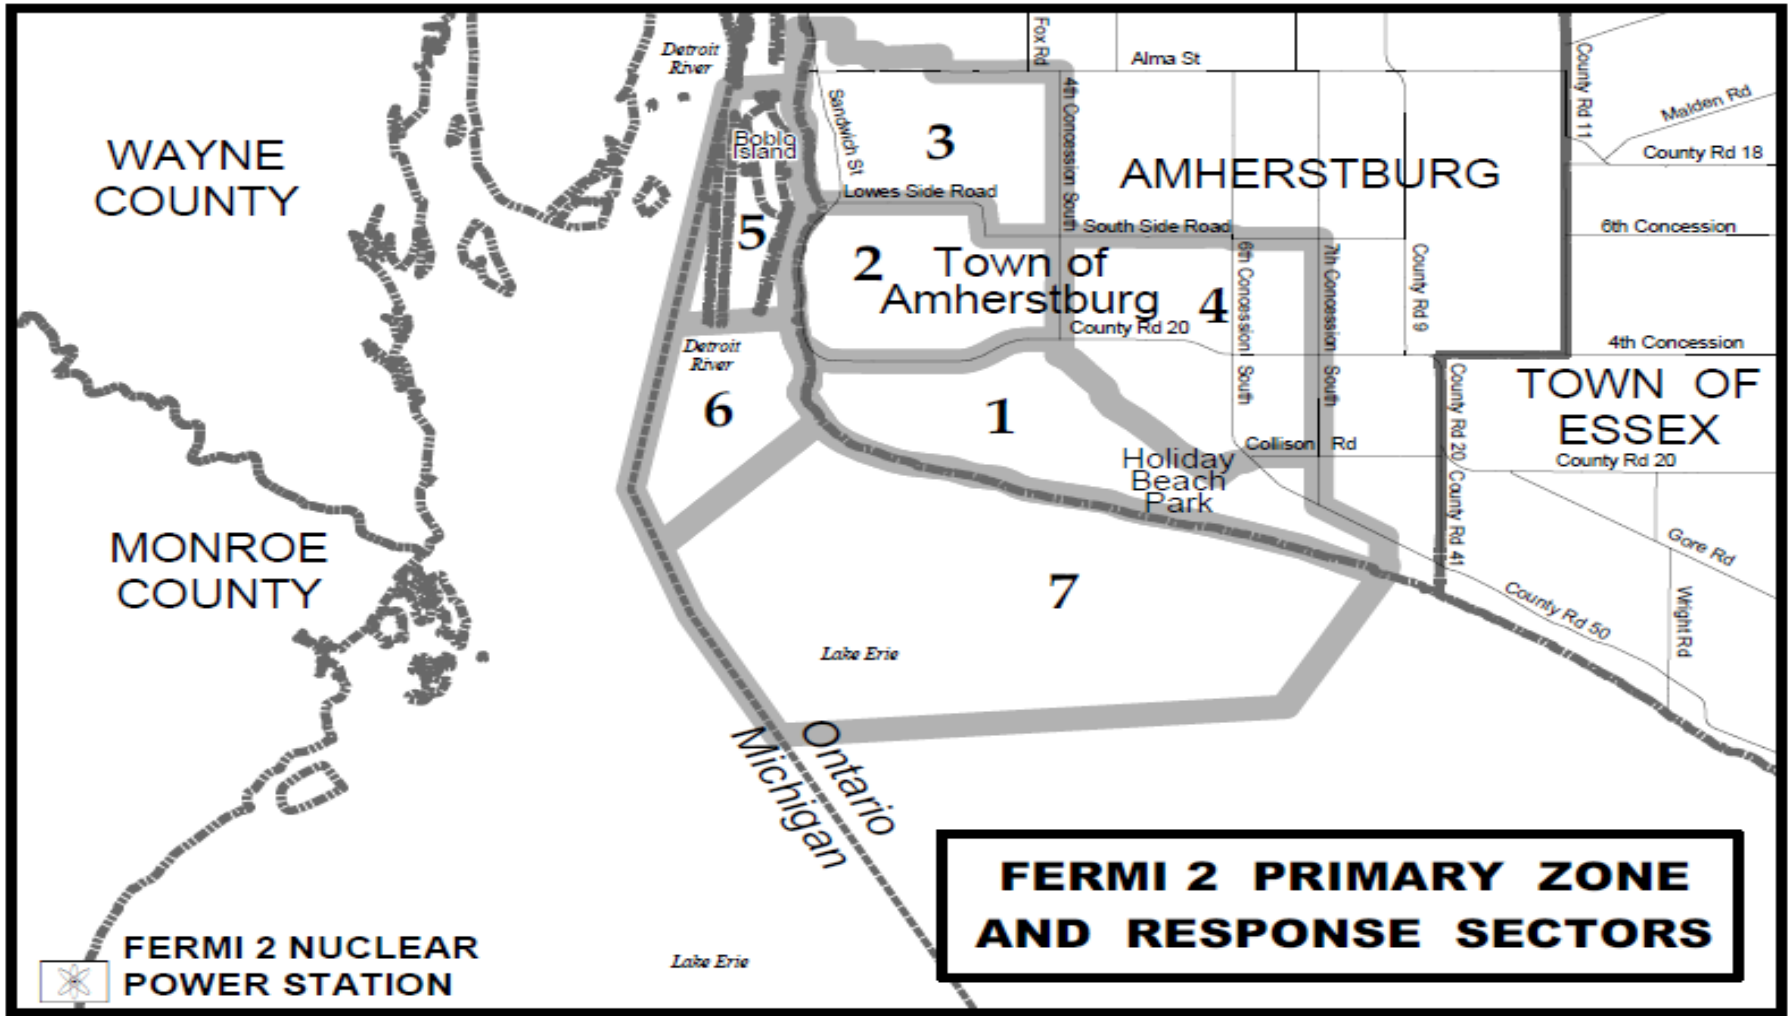 Detroit
River
Fox Rd
Alma St
County Rd 11
Malden Rd
WAYNE
COUNTY
Boblo
Island
Sandwich St
3
4th Concession South
AMHERSTBURG
County Rd 18
Lowes Side Road
5
South Side Road
6th Concession
2
Town of
Amherstburg
4
6th Concession South
7th Concession South
County Rd 9
County Rd 20
4th Concession
Detroit
River
6
1
TOWN OF
ESSEX
County Rd 20
County Rd 20 County Rd 41
Collison Rd
Holiday
Beach
Park
MONROE
COUNTY
Gore Rd
7
County Rd 50
Wright Rd
Lake Erie
Ontario
Michigan
FERMI 2 PRIMARY ZONE
AND RESPONSE SECTORS
FERMI 2 NUCLEAR
POWER STATION
Lake Erie